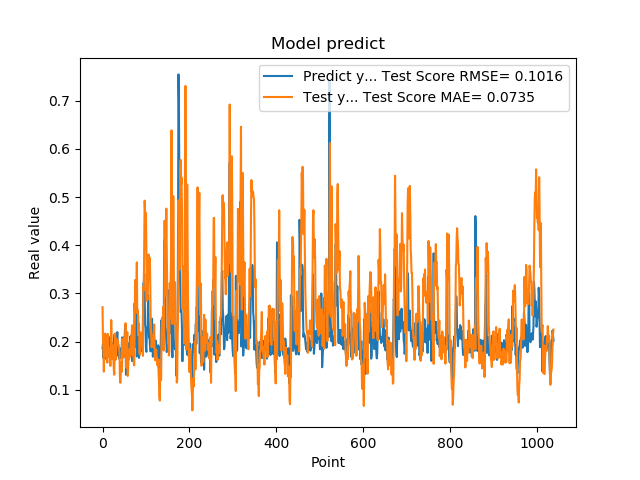 Model predict
Predict y... Test Score RMSE= 0.1016
Test y... Test Score MAE= 0.0735
0.7
0.6
0.5
0.4
0.3
0.2
0.1
Real value
0 200 400 600 800 1000
Point